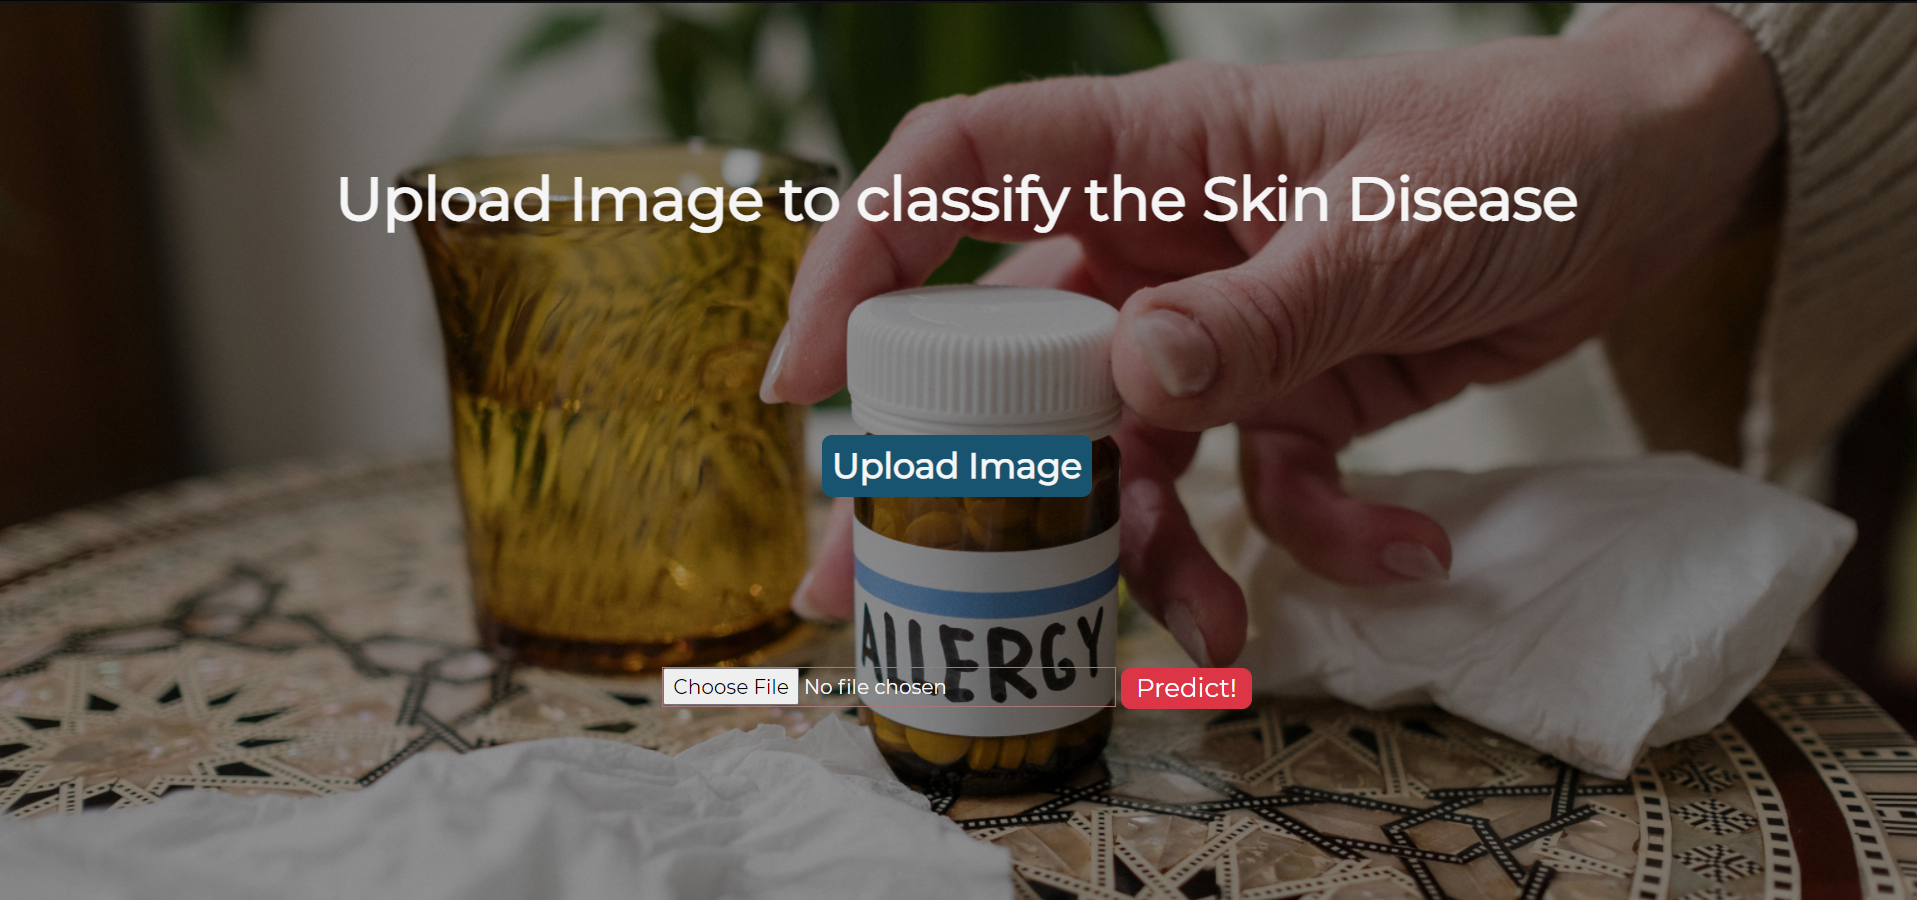 Upload Image to classify the Skin Disease
Upload Image
ALLERGY
Choose File No file chosen Predict!